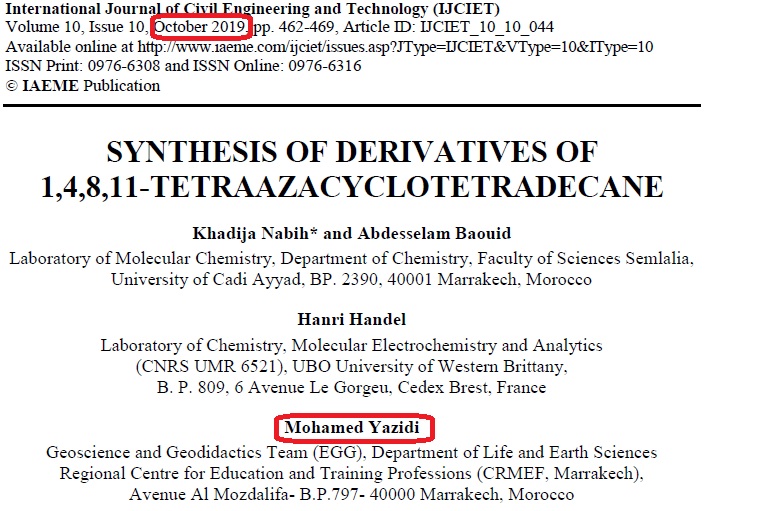 International Journal of Civil Engineering and Technology (IJCIET)
Volume 10, Issue 10, October 2019, pp. 462-469, Article ID: IJCIET_10_10_044
Available online at http://www.iaeme.com/ijciet/issues.asp?JType=IJCIET&VType=10&IType=10
ISSN Print: 0976-6308 and ISSN Online: 0976-6316
© IAEME Publication
SYNTHESIS OF DERIVATIVES OF
1,4,8,11-TETRAAZACYCLOTETRADECANE
Khadija Nabih* and Abdesselam Baouid
Laboratory of Molecular Chemistry, Department of Chemistry, Faculty of Sciences Semlalia,
University of Cadi Ayyad, BP. 2390, 40001 Marrakech, Morocco
Hanri Handel
Laboratory of Chemistry, Molecular Electrochemistry and Analytics
(CNRS UMR 6521), UBO University of Western Brittany,
B. P. 809, 6 Avenue Le Gorgeu, Cedex Brest, France
Mohamed Yazidi
Geoscience and Geodidactics Team (EGG), Department of Life and Earth Sciences
Regional Centre for Education and Training Professions (CRMEF, Marrakech),
Avenue Al Mozdalifa- B.P.797- 40000 Marrakech, Morocco